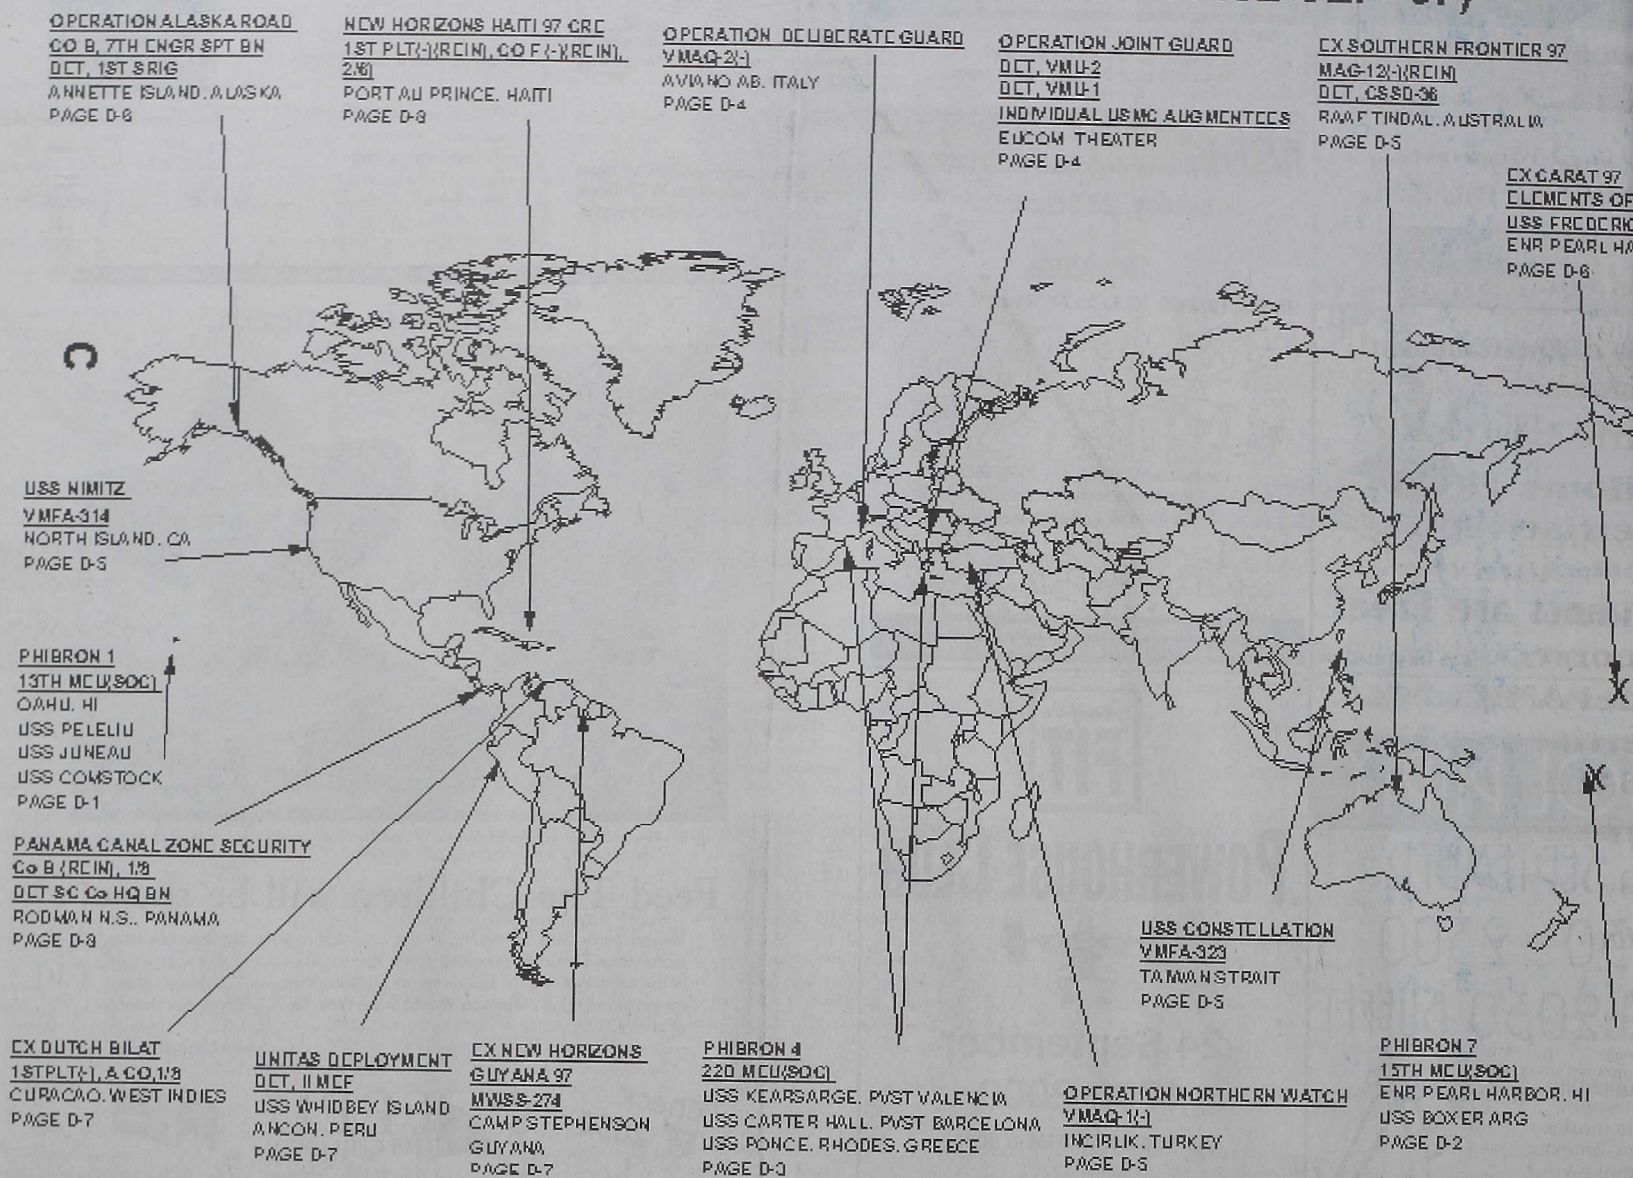 OPERATION ALASKA ROAD
CO B, 7TH ENGR SPT BN
DET, 1ST SRIG
ANNETTE ISLAND, ALASKA
PAGE D-6
NEW HORIZONS HAITI 97 CRE
1ST PLT(-)(REIN), CO F (-)(REIN),
2/6)
PORT AU PRINCE, HAITI
PAGE D-8
OPERATION DELIBERATE GUARD
VMAQ-2(-)
AVIANO AB, ITALY
PAGE D-4
OPERATION JOINT GUARD
DET, VMU-2
DET, VMU-1
INDIVIDUAL USMC AUGMENTEES
EUCOM THEATER
PAGE D-4
EX SOUTHERN FRONTIER 97
MAG-12(-)(REIN)
DET, CSSD-36
RAAF TINDAL, AUSTRALIA
PAGE D-5
EX CARAT 97
ELEMENTS OF
USS FREDERIC
ENR PEARL HA
PAGE D-6
C
USS NIMITZ
VMFA-314
NORTH ISLAND, CA
PAGE D-5
PHIBRON 1
13TH MEU(SOC)
OAHU, HI
USS PELELIU
USS JUNEAU
USS COMSTOCK
PAGE D-1
X
X
PANAMA CANAL ZONE SECURITY
Co B (REIN), 1/8
DET SC Co HQ BN
RODMAN N.S., PANAMA
PAGE D-8
USS CONSTELLATION
VMFA-323
TAIWAN STRAIT
PAGE D-5
EX DUTCH BILAT
1STPLT(-), A CO,1/8
CURACAO, WEST INDIES
PAGE D-7
UNITAS DEPLOYMENT
DET, II MEF
USS WHIDBEY ISLAND
ANCON, PERU
PAGE D-7
EX NEW HORIZONS
GUYANA 97
MWSS-274
CAMP STEPHENSON
GUYANA
PAGE D-7
PHIBRON 4
22D MEU(SOC)
USS KEARSARGE, PVST VALENCIA
USS CARTER HALL, PVST BARCELONA
USS PONCE, RHODES, GREECE
PAGE D-3
OPERATION NORTHERN WATCH
VMAQ-1(-)
INCIRLIK, TURKEY
PAGE D-5
PHIBRON 7
15TH MEU(SOC)
ENR PEARL HARBOR, HI
USS BOXER ARG
PAGE D-2